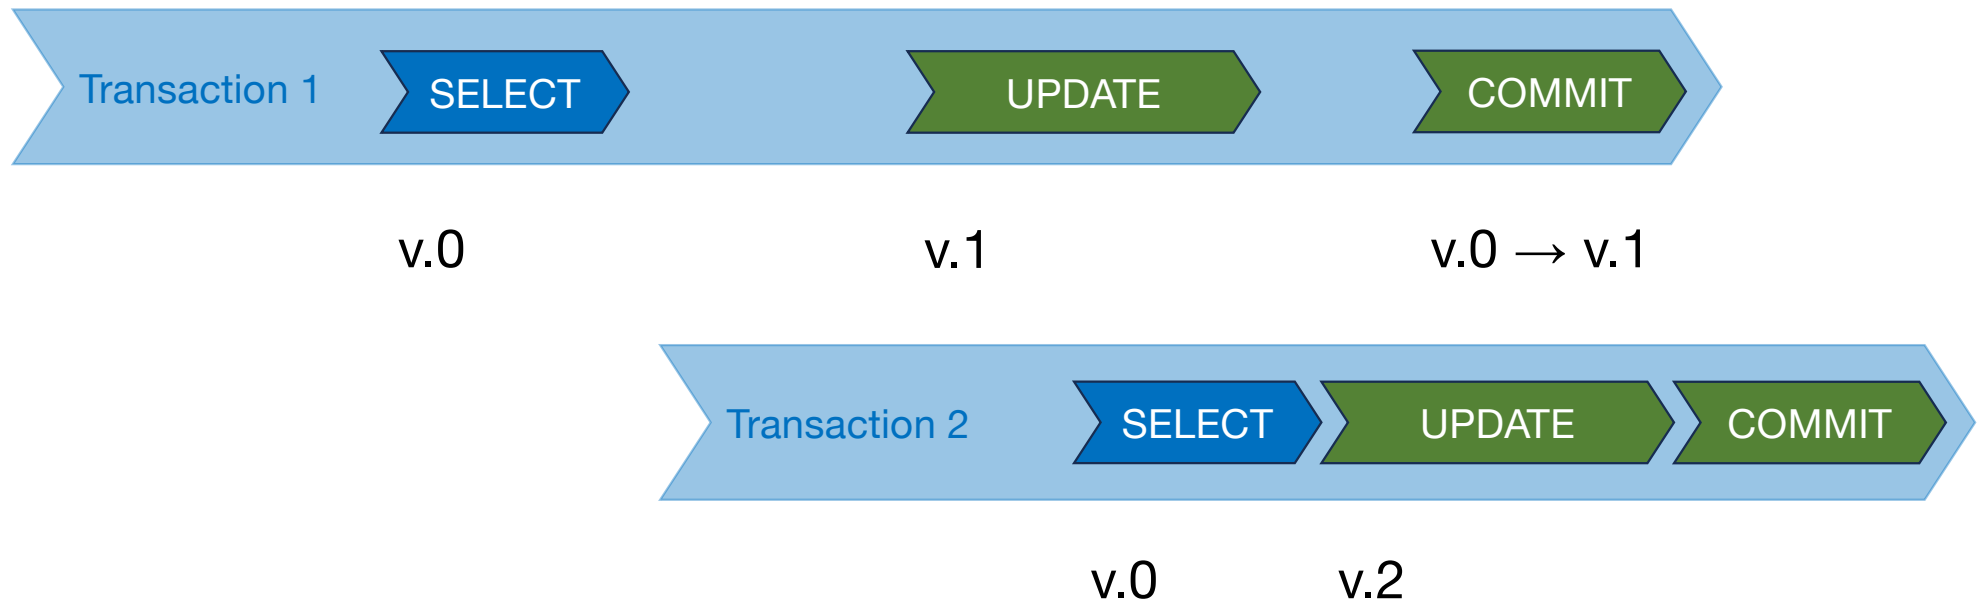 Transaction 1 SELECT UPDATE COMMIT
v.0 v.1 v.0 → v.1
Transaction 2 SELECT UPDATE COMMIT
v.0 v.2